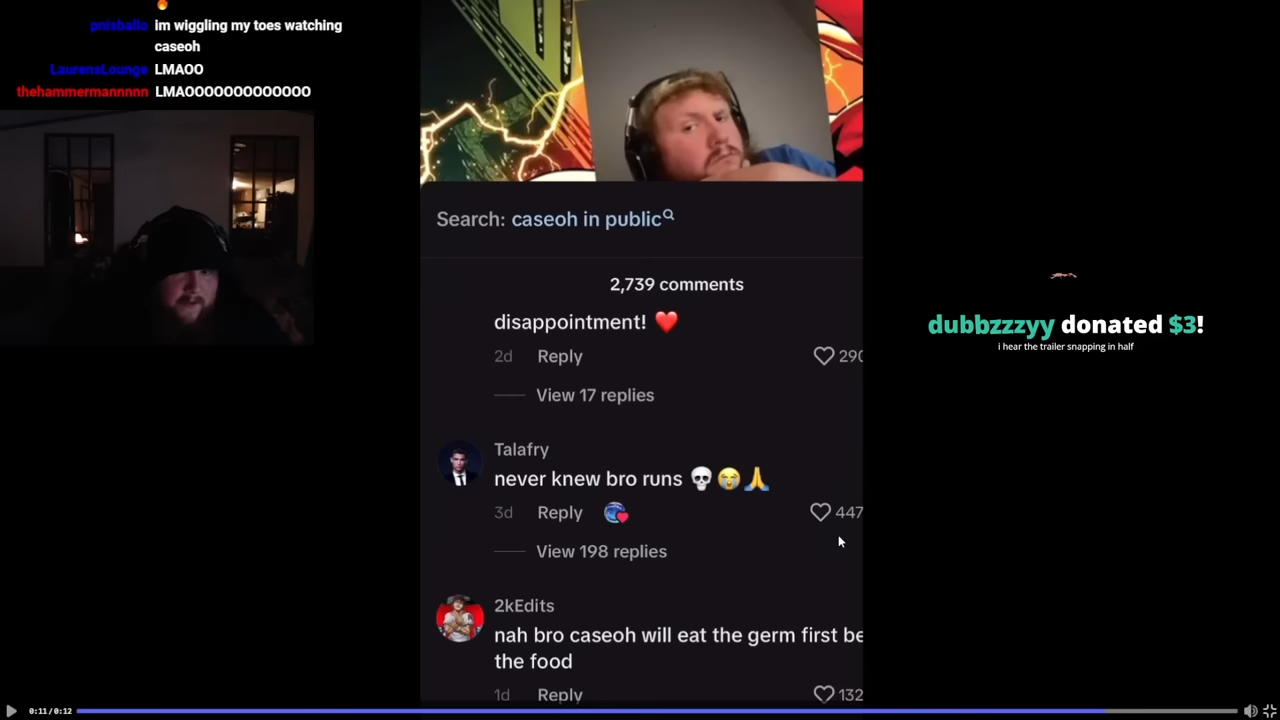 pnisballo im wiggling my toes watching
caseoh
LaurensLounge LMAOO
thehammermannnnn LMAOOOOOOOOOOOOO
Search: caseoh in public
2,739 comments
disappointment! ❤️
2d Reply 290
View 17 replies
Talafry
never knew bro runs 💀😭🙏
3d Reply 447
View 198 replies
2kEdits
nah bro caseoh will eat the germ first be
the food
1d Reply 132
dubbzzzyy donated $3!
i hear the trailer snapping in half
0:11/0:12